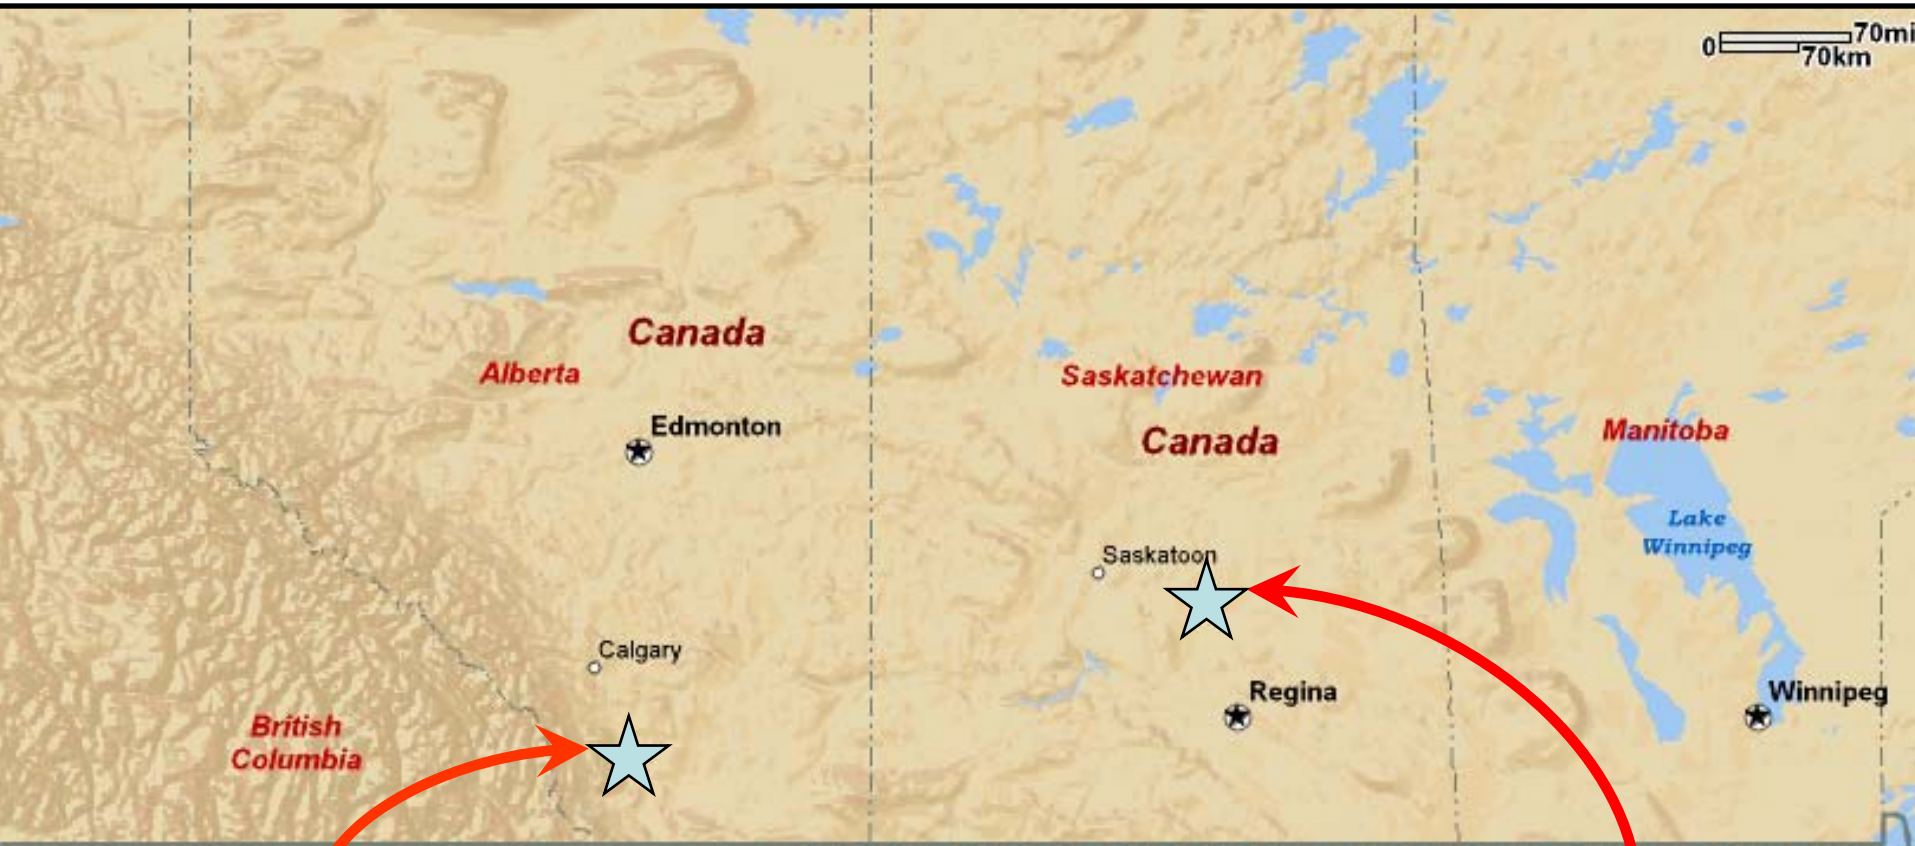 0 70mi
70km
Canada
Alberta
Saskatchewan
Edmonton
Canada
Manitoba
Lake
Winnipeg
Saskatoon
Calgary
Regina
Winnipeg
British
Columbia